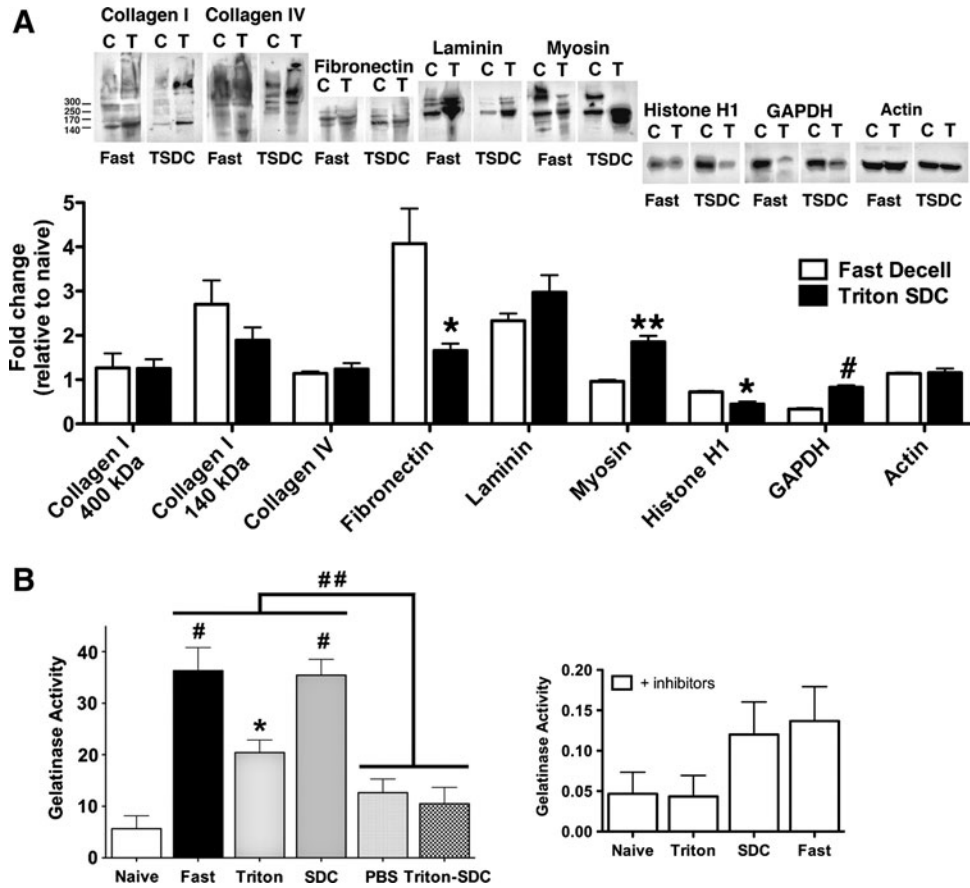 A
Collagen I Collagen IV
C T C T C T C T
Fibronectin
C T C T
Laminin
C T C T
Myosin
C T C T
Histone H1 GAPDH Actin
C T C T C T C T C T C T
300
250
170
140
Fast TSDC Fast TSDC Fast TSDC Fast TSDC Fast TSDC
Fast TSDC Fast TSDC Fast TSDC
Fold change
(relative to naive)
5
4
3
2
1
0
Fast Decell
Triton SDC
*
**
*
#
Collagen I
400 kDa
Collagen I
140 kDa
Collagen IV
Fibronectin
Laminin
Myosin
Histone H1
GAPDH
Actin
B
##
Gelatinase Activity
40
30
20
10
0
#
*
#
Naive Fast Triton SDC PBS Triton-SDC
Gelatinase Activity
0.20
0.15
0.10
0.05
0.00
+ inhibitors
Naive Triton SDC Fast